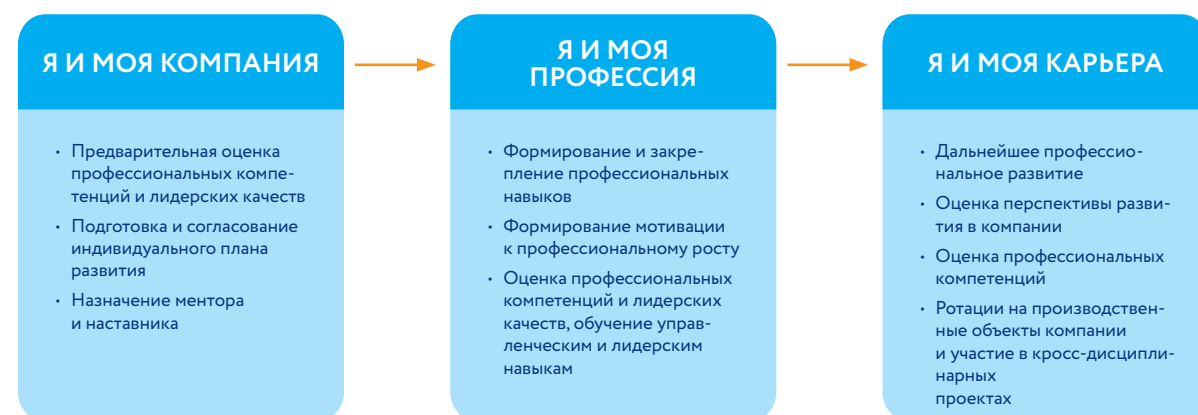 Я И МОЯ КОМПАНИЯ
• Предварительная оценка
профессиональных компе-
тенций и лидерских качеств
• Подготовка и согласование
индивидуального плана
развития
• Назначение ментора
и наставника
Я И МОЯ
ПРОФЕССИЯ
• Формирование и закре-
пление профессиональных
навыков
• Формирование мотивации
к профессиональному росту
• Оценка профессиональных
компетенций и лидерских
качеств, обучение управ-
ленческим и лидерским
навыкам
Я И МОЯ КАРЬЕРА
• Дальнейшее профессио-
нальное развитие
• Оценка перспективы разви-
тия в компании
• Оценка профессиональных
компетенций
• Ротации на производствен-
ные объекты компании
и участие в кросс-дисципли-
нарных
проектах